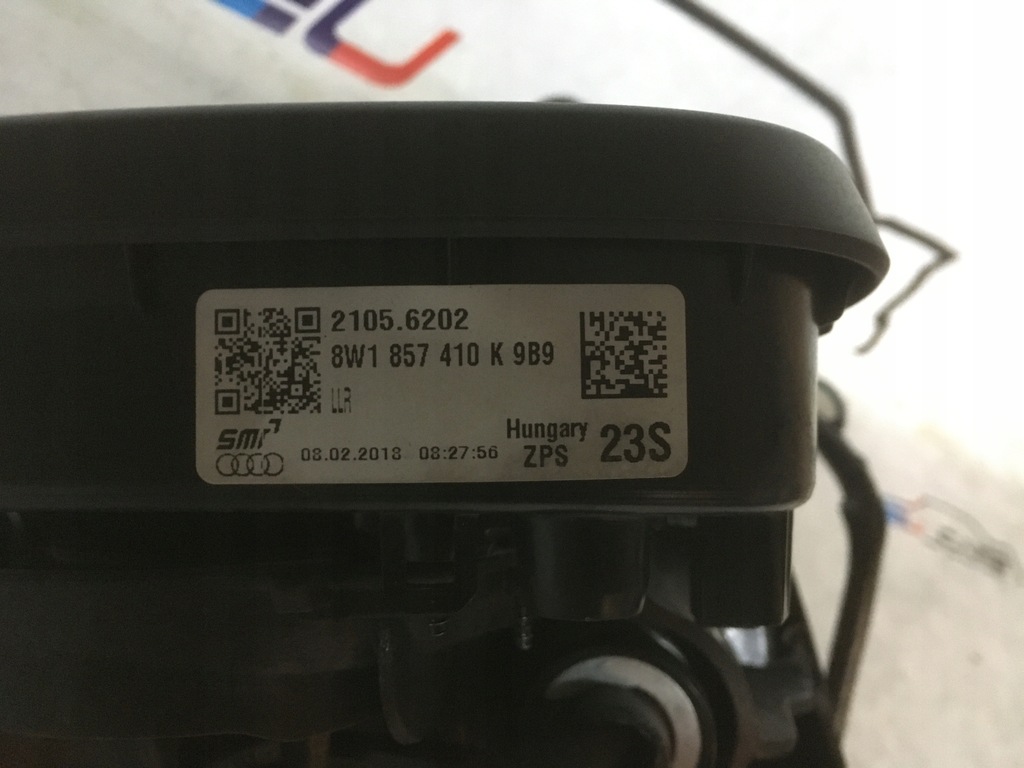 2105.6202
8W1 857 410 K 9B9
LLR
smr
08.02.2018 08:27:56
Hungary
ZPS
23S